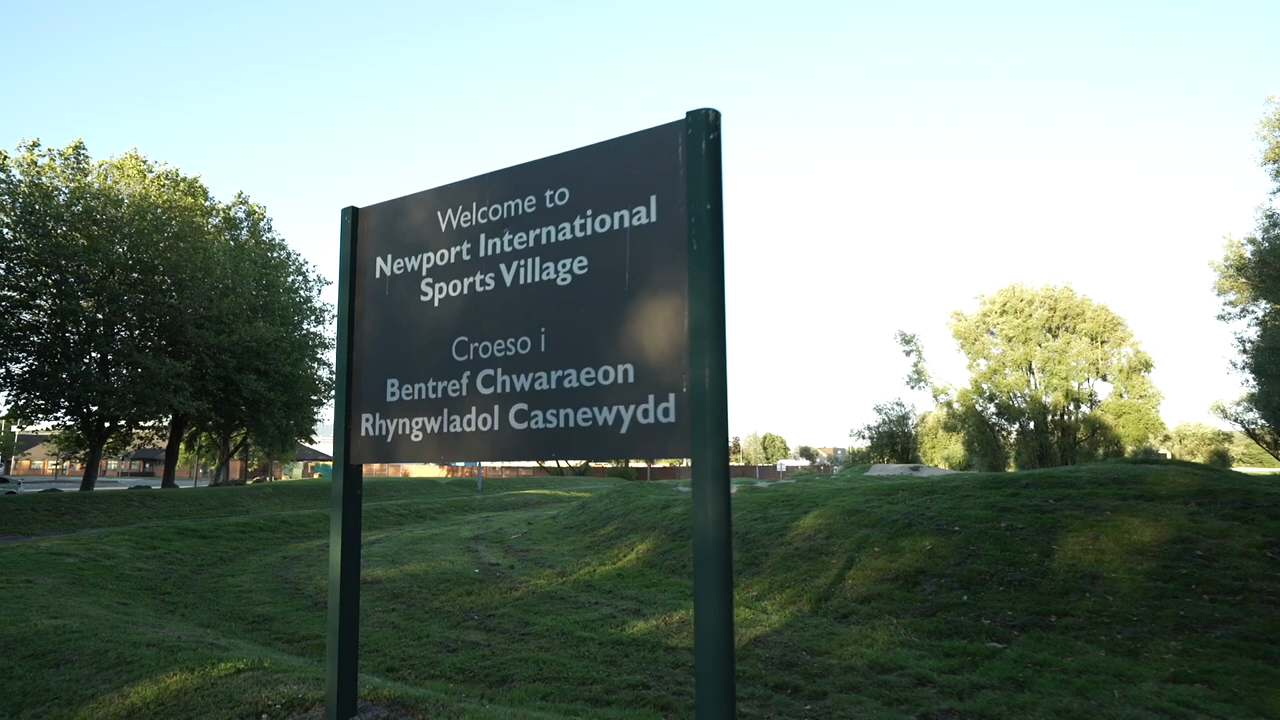 Welcome to
Newport International
Sports Village
Croeso i
Bentref Chwaraeon
Rhyngwladol Casnewydd